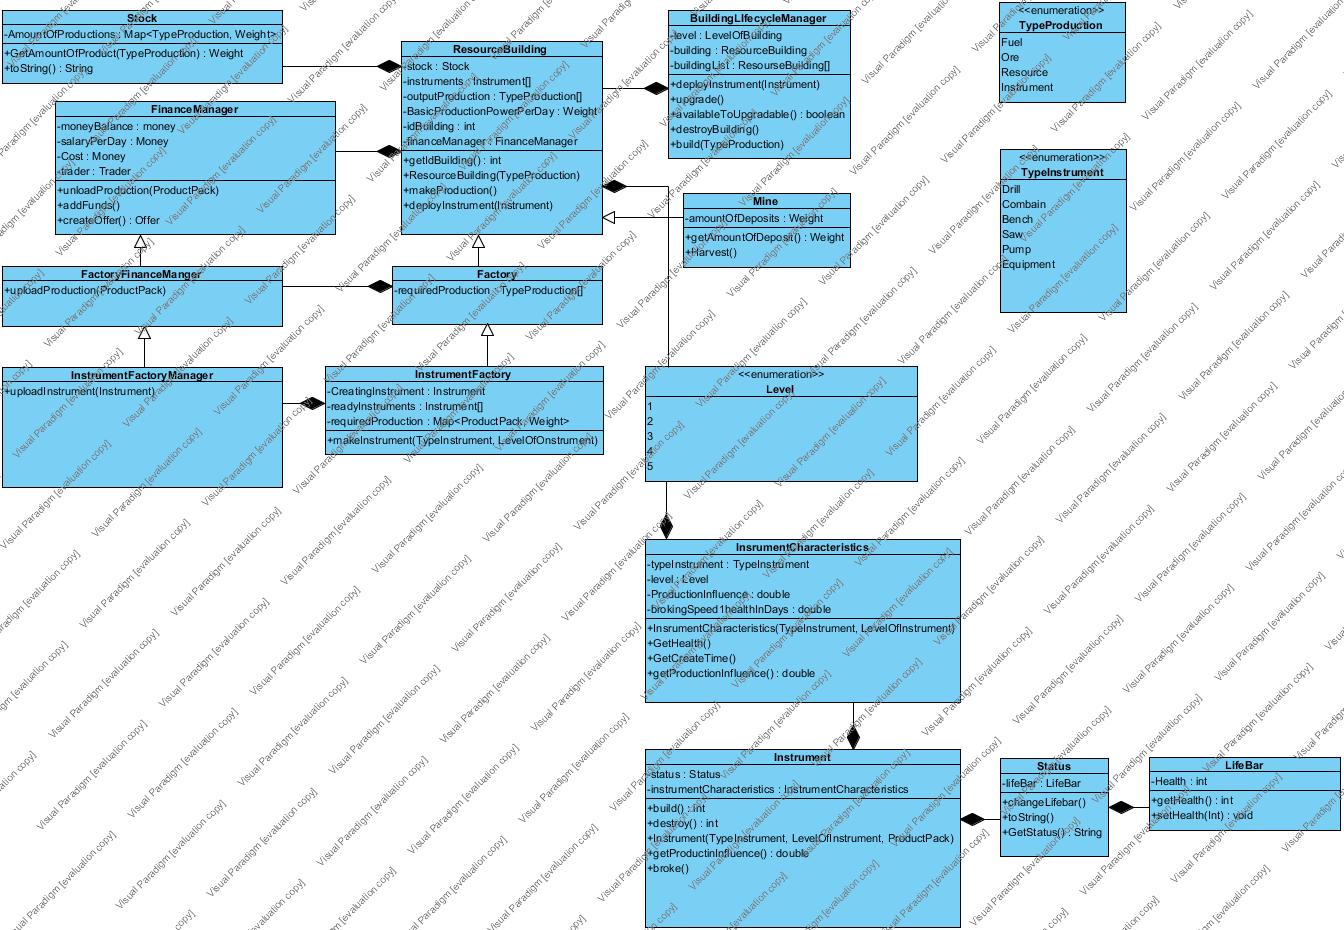 Stock
-AmountOfProductions : Map<TypeProduction, Weight>
+GetAmountOfProduct(TypeProduction) : Weight
+toString() : String
FinanceManager
-moneyBalance : money
-salaryPerDay : Money
-Cost : Money
-trader : Trader
+unloadProduction(ProductPack)
+addFunds()
+createOffer() : Offer
ResourceBuilding
-stock : Stock
-instruments : Instrument[]
-outputProduction : TypeProduction[]
-BasicProductionPowerPerDay : Weight
-idBuilding : int
-financeManager : FinanceManager
+getIdBuilding() : int
+ResourceBuilding(TypeProduction)
+makeProduction()
+deployInstrument(Instrument)
BuildingLifecycleManager
-level : LevelOfBuilding
-building : ResourceBuilding
-buildingList : ResourseBuilding[]
+deployInstrument(Instrument)
+upgrade()
+availableToUpgradable() : boolean
+destroyBuilding()
+build(TypeProduction)
<<enumeration>>
TypeProduction
Fuel
Ore
Resource
Instrument
<<enumeration>>
TypeInstrument
Drill
Combain
Bench
Saw
Pump
Equipment
Mine
-amountOfDeposits : Weight
+getAmountOfDeposit() : Weight
+Harvest()
FactoryFinanceManger
+uploadProduction(ProductPack)
Factory
-requiredProduction : TypeProduction[]
InstrumentFactoryManager
+uploadInstrument(Instrument)
InstrumentFactory
-CreatingInstrument : Instrument
-readyInstruments : Instrument[]
-requiredProduction : Map<ProductPack, Weight>
+makeInstrument(TypeInstrument, LevelOfOnstrument)
<<enumeration>>
Level
1
2
3
4
5
InsrumentCharacteristics
-typeInstrument : TypeInstrument
-level : Level
-ProductionInfluence : double
-brokingSpeed1healthInDays : double
+InsrumentCharacteristics(TypeInstrument, LevelOfInstrument)
+GetHealth()
+GetCreateTime()
+getProductionInfluence() : double
Instrument
-status : Status
-instrumentCharacteristics : InstrumentCharacteristics
+build() : int
+destroy() : int
+Instrument(TypeInstrument, LevelOfInstrument, ProductPack)
+getProductinInfluence() : double
+broke()
Status
-lifeBar : LifeBar
+changeLifebar()
+toString()
+GetStatus() : String
LifeBar
-Health : int
+getHealth() : int
+setHealth(Int) : void
Visual Paradigm [evaluation copy]